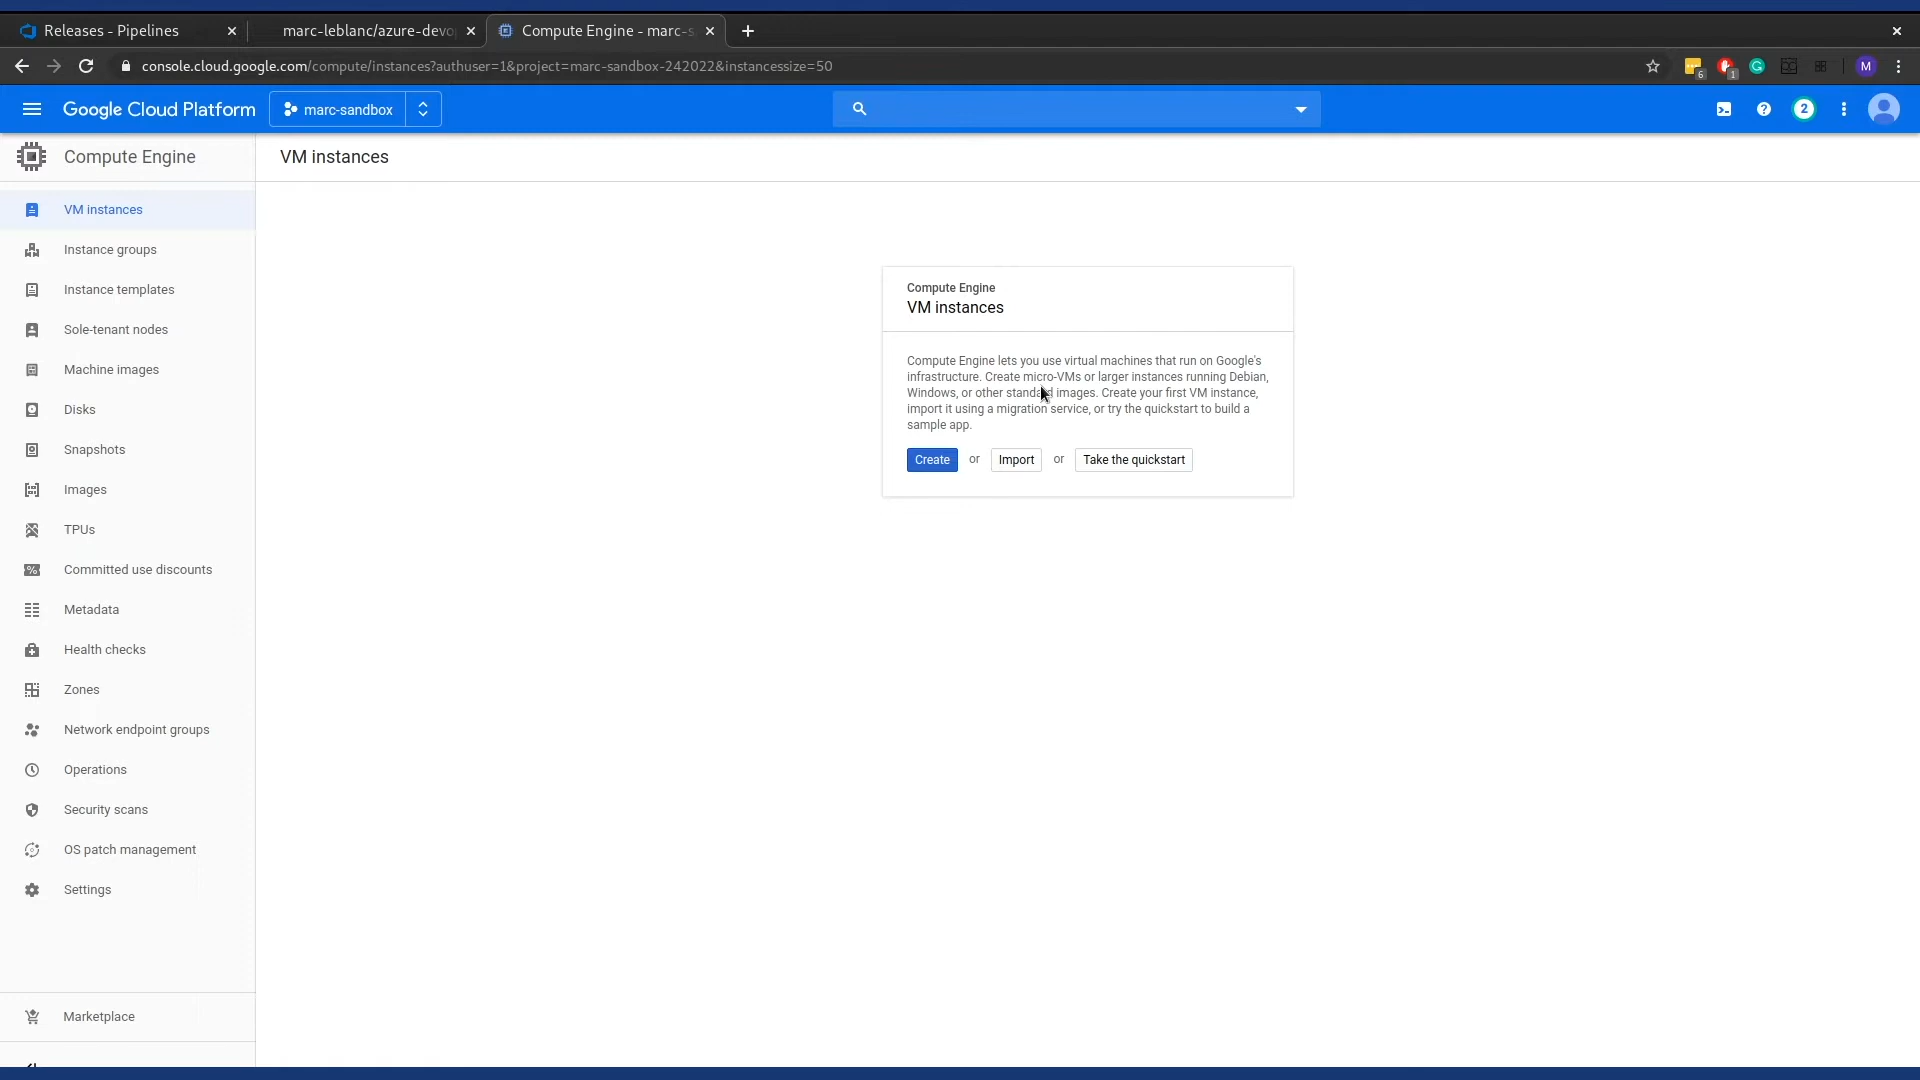 Releases - Pipelines
marc-leblanc/azure-devo
Compute Engine - marc-s
console.cloud.google.com/compute/instances?authuser=1&project=marc-sandbox-242022&instancessize=50
6
1
M
Google Cloud Platform
marc-sandbox
2
Compute Engine
VM instances
VM instances
Instance groups
Instance templates
Sole-tenant nodes
Machine images
Disks
Snapshots
Images
TPUs
Committed use discounts
Metadata
Health checks
Zones
Network endpoint groups
Operations
Security scans
OS patch management
Settings
Marketplace
Compute Engine
VM instances
Compute Engine lets you use virtual machines that run on Google's
infrastructure. Create micro-VMs or larger instances running Debian,
Windows, or other standard images. Create your first VM instance,
import it using a migration service, or try the quickstart to build a
sample app.
Create or Import or Take the quickstart